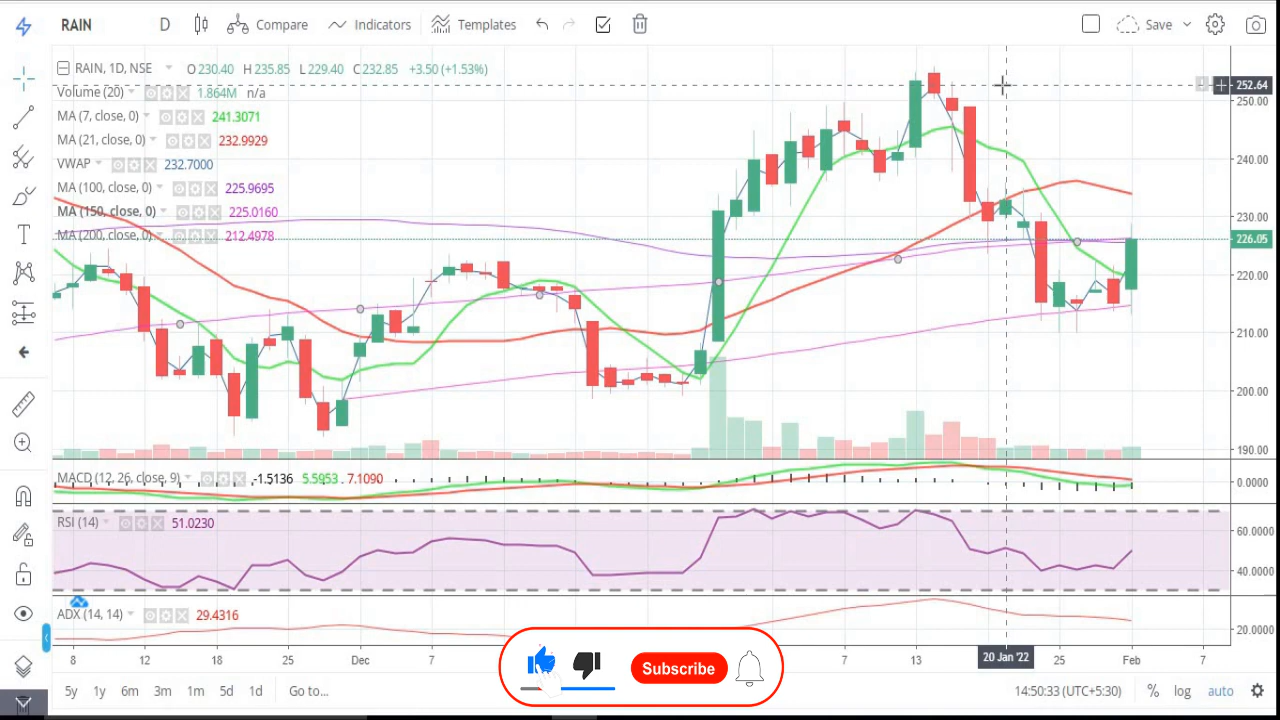 RAIN D Compare Indicators Templates Save
RAIN, 1D, NSE O230.40 H235.85 L229.40 C232.85 +3.50 (+1.53%)
Volume (20) 1.864M n/a
MA (7, close, 0) 241.3071
MA (21, close, 0) 232.9929
VWAP 232.7000
MA (100, close, 0) 225.9695
MA (150, close, 0) 225.0160
MA (200, close, 0) 212.4978
252.64
250.00
240.00
230.00
226.05
220.00
210.00
200.00
190.00
MACD (12, 26, close, 9) -1.5136 5.5953 7.1090
0.0000
RSI (14) 51.0230
60.0000
40.0000
ADX (14, 14) 29.4316
20.0000
8 12 18 25 Dec 7 7 13 20 Jan '22 25 Feb 7
Subscribe
5y 1y 6m 3m 1m 5d 1d Go to... 14:50:33 (UTC+5:30) % log auto